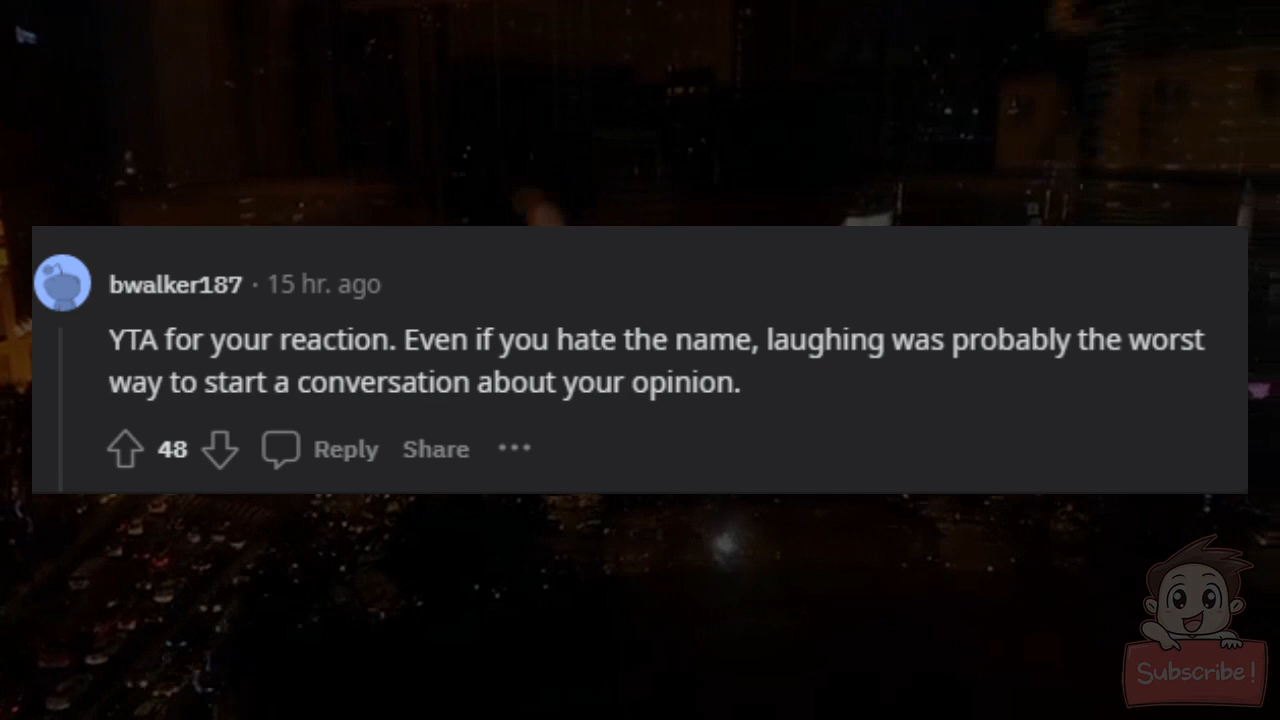 bwalker187 · 15 hr. ago
YTA for your reaction. Even if you hate the name, laughing was probably the worst
way to start a conversation about your opinion.
48 Reply Share ···
Subscribe!